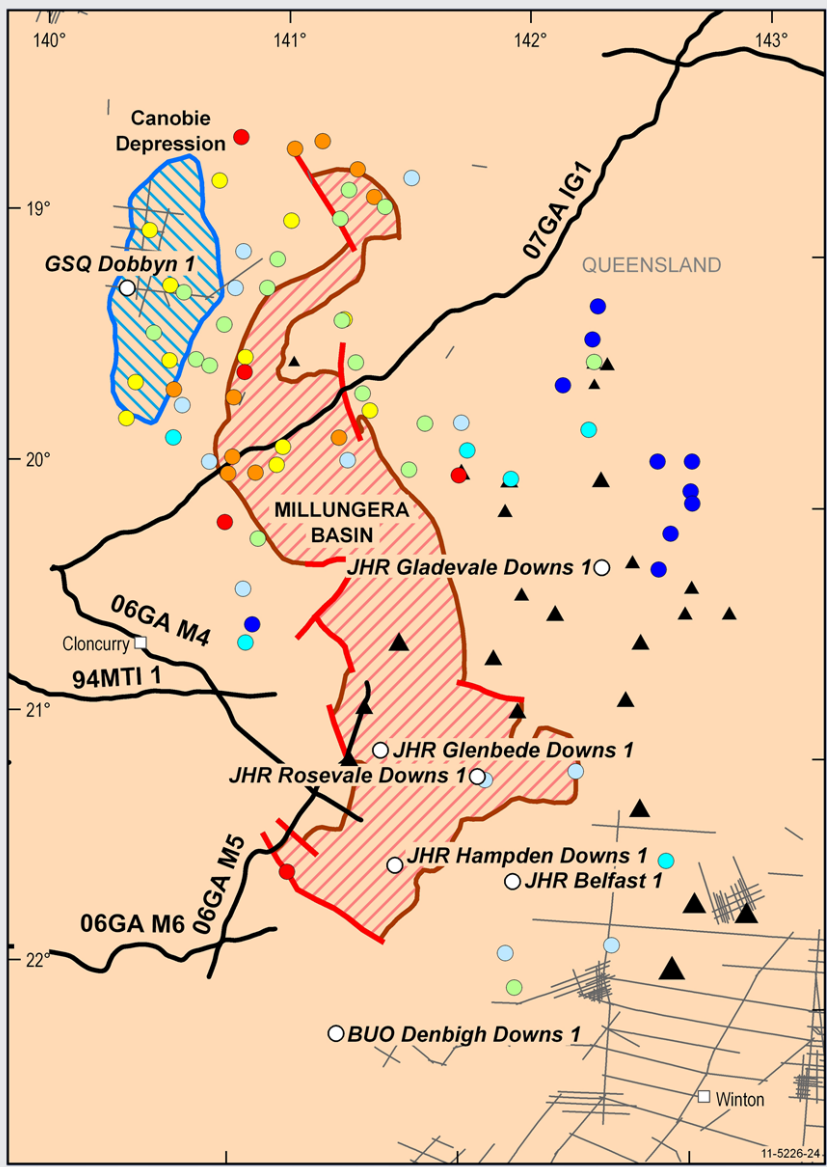 140°
141°
142°
143°
Canobie
Depression
19°
07GA IG1
GSQ Dobbyn 1
QUEENSLAND
20°
MILLUNGERA
BASIN
JHR Gladevale Downs 1
06GA M4
Cloncurry
94MTI 1
21°
JHR Glenbede Downs 1
JHR Rosevale Downs 1
JHR Hampden Downs 1
JHR Belfast 1
06GA M5
06GA M6
22°
BUO Denbigh Downs 1
Winton
11-5226-24